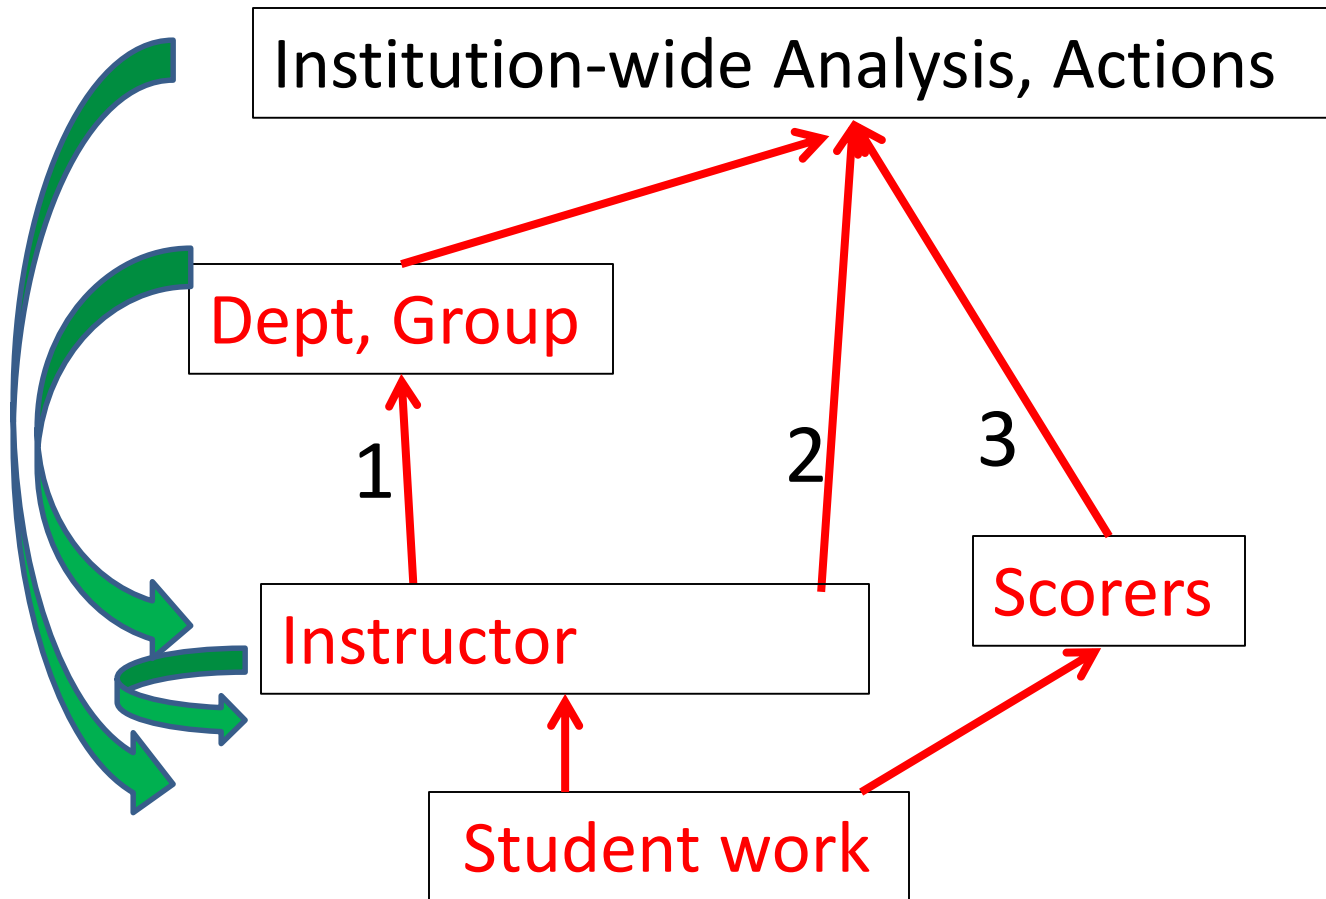 Institution-wide Analysis, Actions
Dept, Group
1
2
3
Scorers
Instructor
Student work